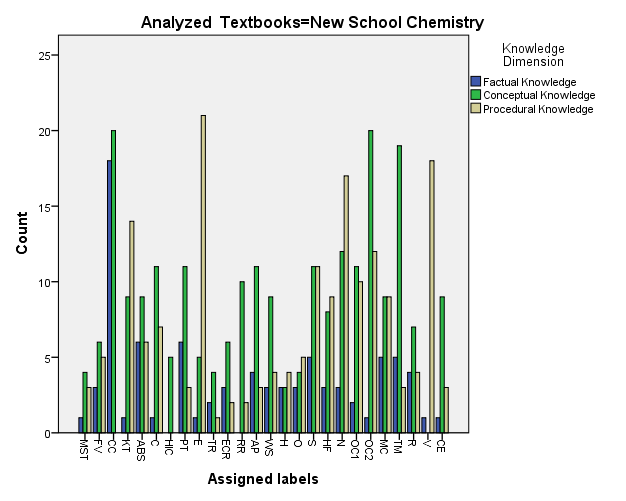 Analyzed Textbooks=New School Chemistry
Knowledge
Dimension
Factual Knowledge
Conceptual Knowledge
Procedural Knowledge
Count
25
20
15
10
5
0
MST
FV
CC
KT
ABS
C
HIC
PT
E
TR
ECR
RR
AP
WS
H
O
S
HF
N
OC1
OC2
MC
TM
R
V
CE
Assigned labels